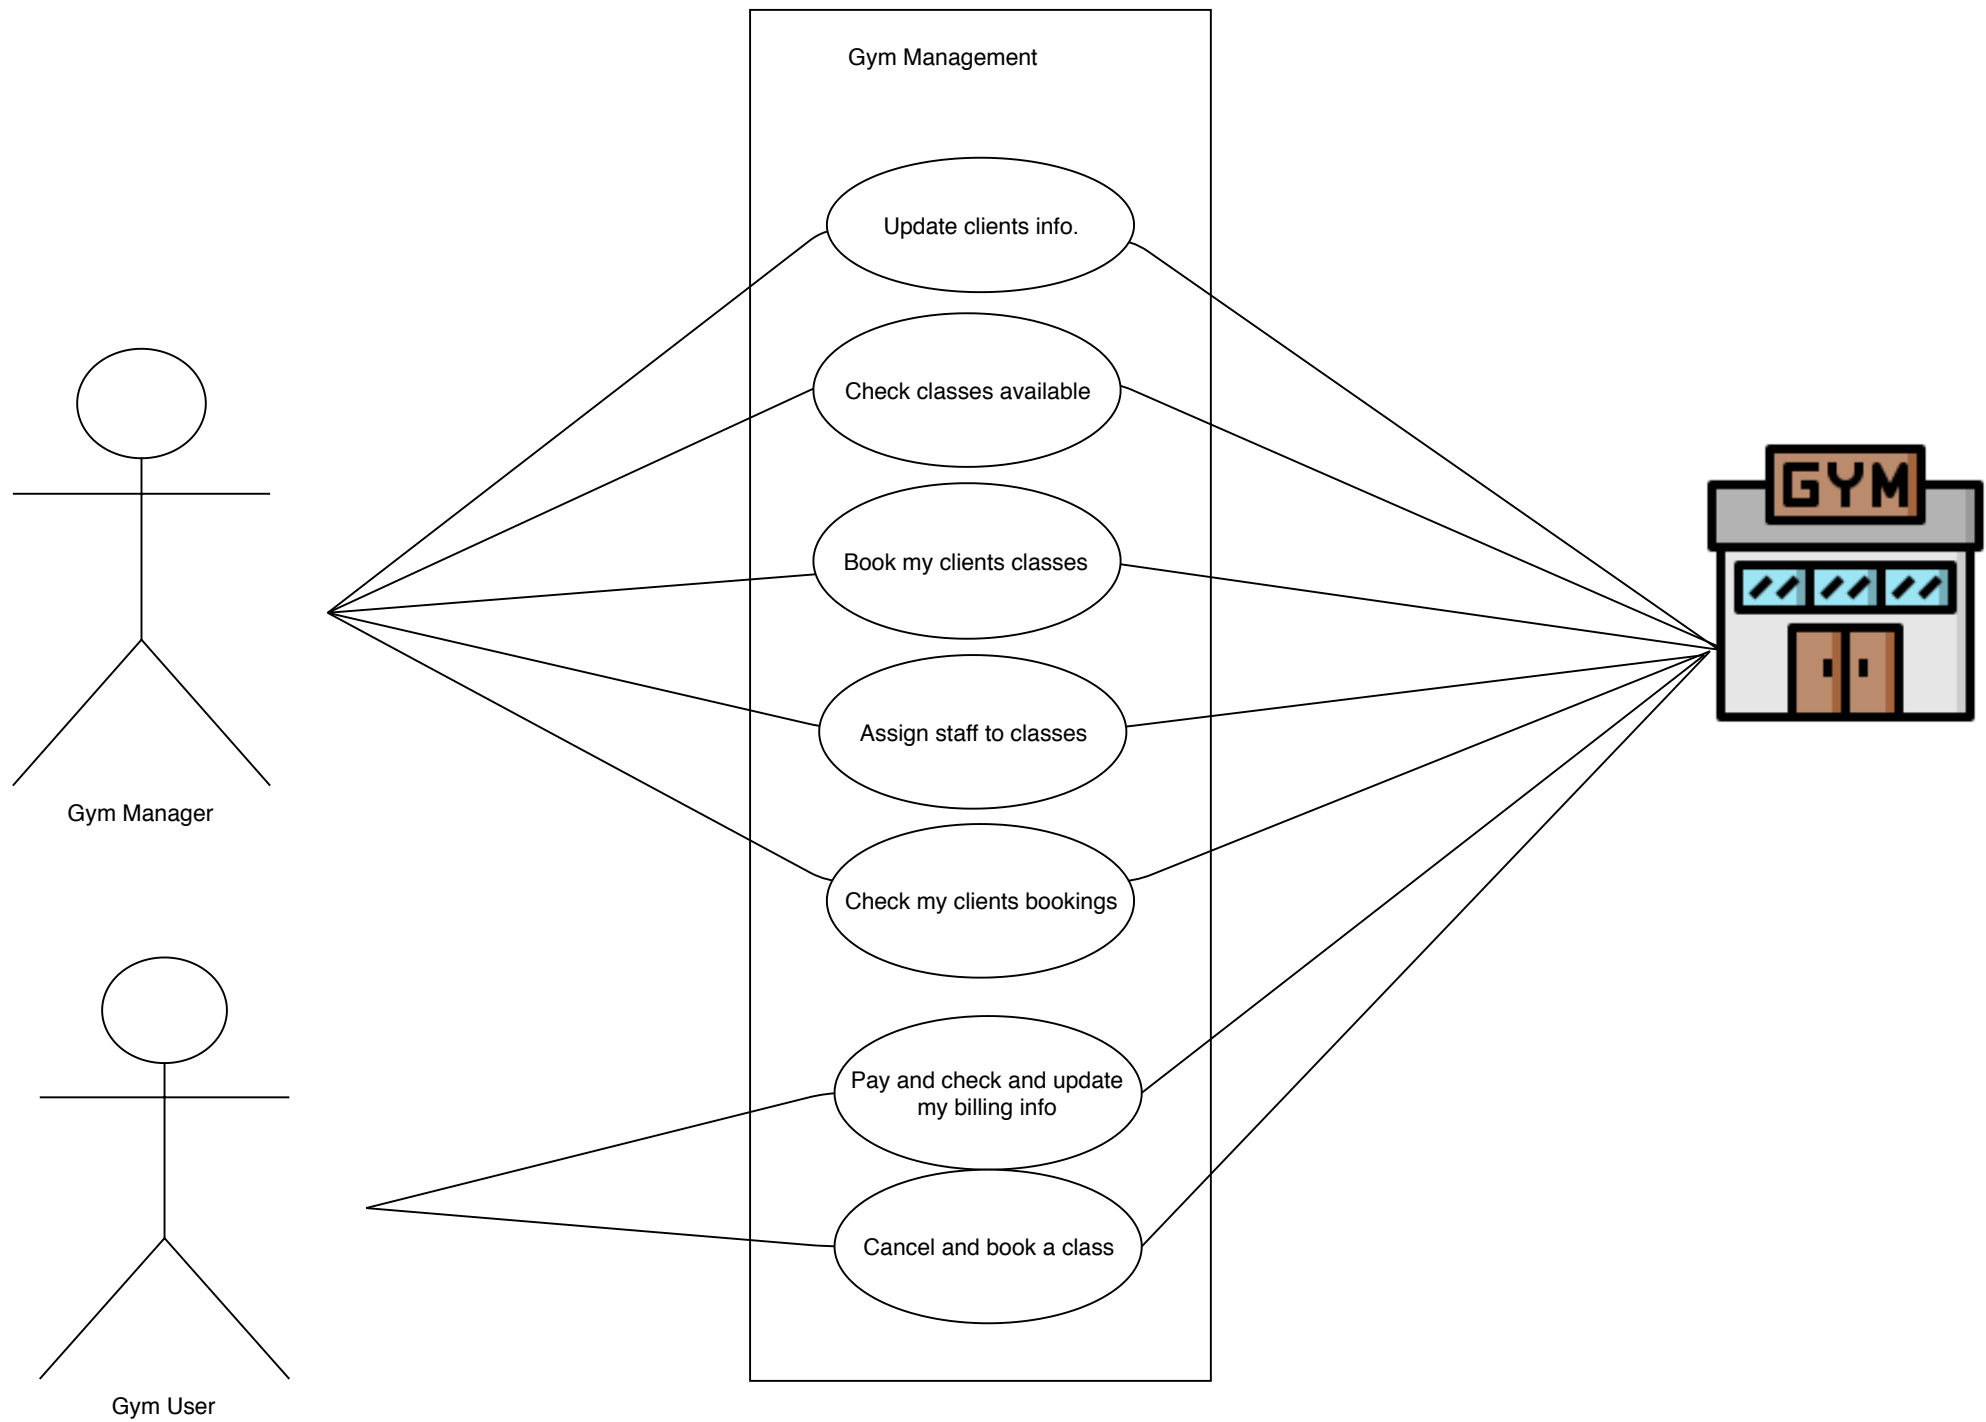 Gym Management
Update clients info.
Check classes available
GYM
Book my clients classes
Assign staff to classes
Gym Manager
Check my clients bookings
Pay and check and update
my billing info
Cancel and book a class
Gym User